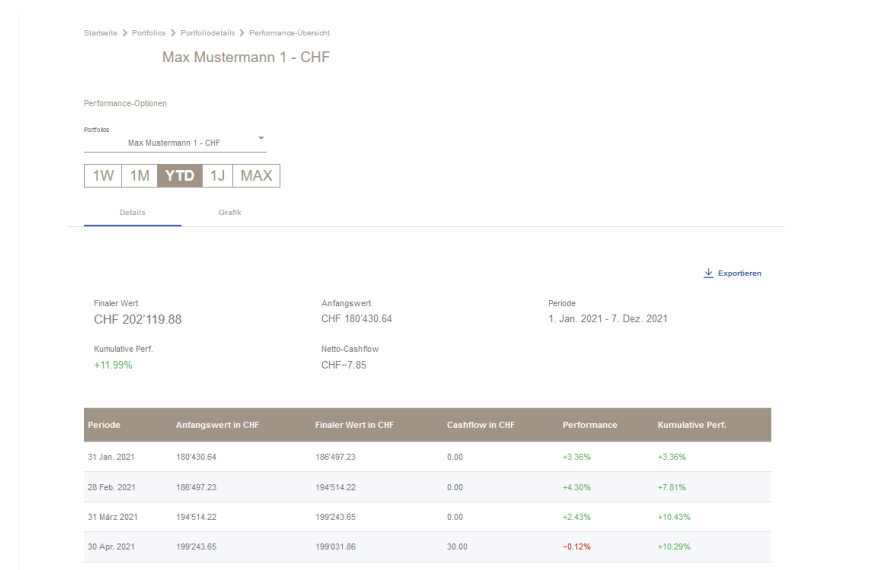 Startseite > Portfolios > Portfoliodetails > Performance-Übersicht
Max Mustermann 1 - CHF
Performance-Optionen
Portfolios
Max Mustermann 1 - CHF
1W 1M YTD 1J MAX
Details Grafik
Exportieren
Finaler Wert Anfangswert Periode
CHF 202'119.88 CHF 180'430.64 1. Jan. 2021 - 7. Dez. 2021
Kumulative Perf. Netto-Cashflow
+11.99% CHF−7.85
Periode Anfangswert in CHF Finaler Wert in CHF Cashflow in CHF Performance Kumulative Perf.
31 Jan. 2021 180'430.64 186'497.23 0.00 +3.36% +3.36%
28 Feb. 2021 186'497.23 194'514.22 0.00 +4.30% +7.81%
31 März 2021 194'514.22 199'243.65 0.00 +2.43% +10.43%
30 Apr. 2021 199'243.65 199'031.86 30.00 −0.12% +10.29%